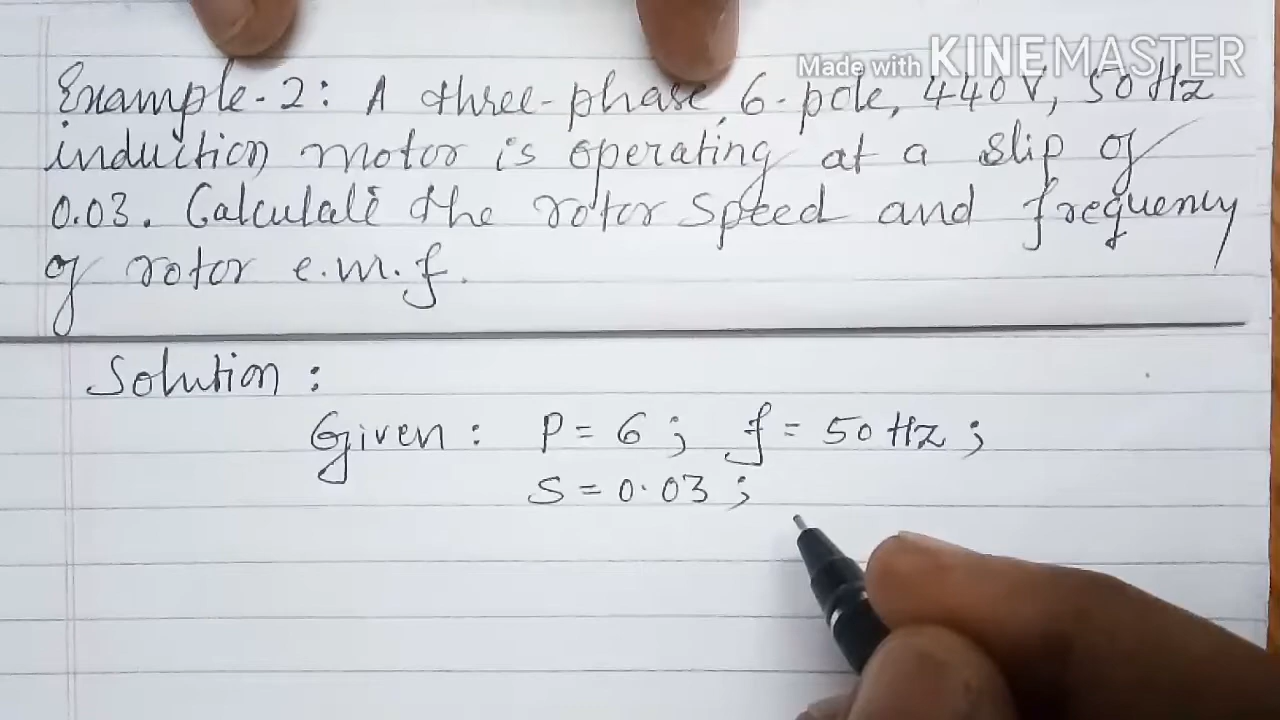 Made with KINEMASTER
Example-2: A three-phase, 6-pole, 440V, 50Hz
induction motor is operating at a slip of
0.03. Calculate the rotor speed and frequency
of rotor e.m.f.
Solution:
Given: P = 6; f = 50Hz;
S = 0.03;